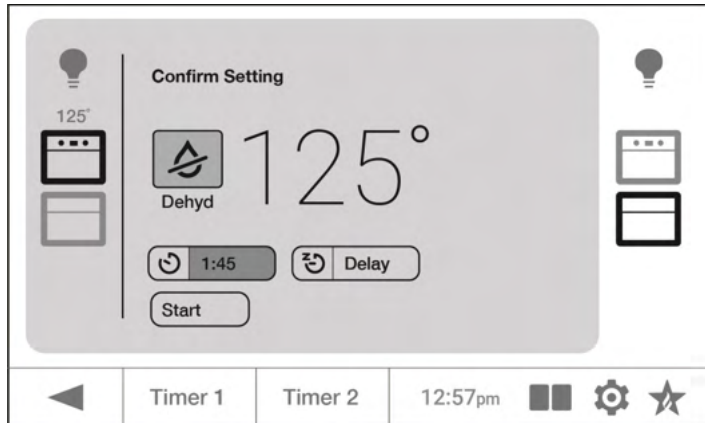 Confirm Setting
125°
125°
Dehyd
1:45
Delay
Start
Timer 1
Timer 2
12:57pm